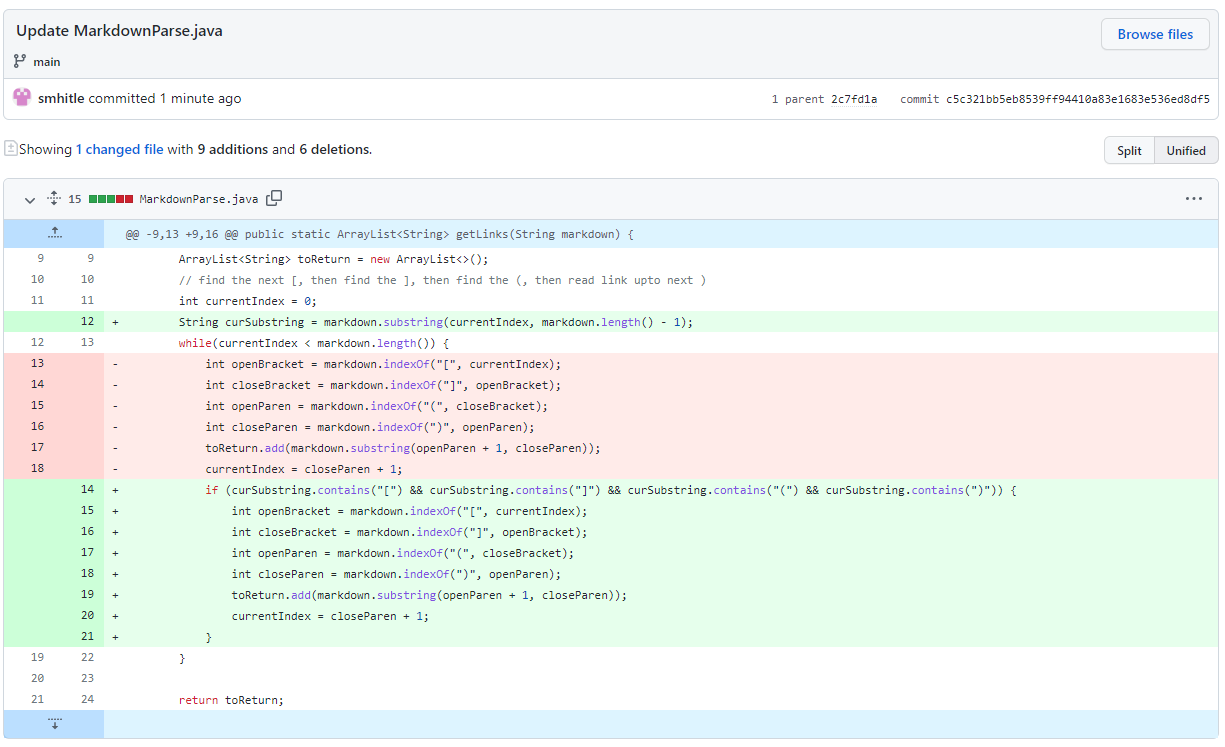 Update MarkdownParse.java
Browse files
main
smhitle committed 1 minute ago
1 parent 2c7fd1a commit c5c321bb5eb8539ff94410a83e1683e536ed8df5
Showing 1 changed file with 9 additions and 6 deletions.
Split Unified
15 MarkdownParse.java
@@ -9,13 +9,16 @@ public static ArrayList<String> getLinks(String markdown) {
9 9 ArrayList<String> toReturn = new ArrayList<>();
10 10 // find the next [, then find the ], then find the (, then read link upto next )
11 11 int currentIndex = 0;
12 + String curSubstring = markdown.substring(currentIndex, markdown.length() - 1);
12 13 while(currentIndex < markdown.length()) {
13 - int openBracket = markdown.indexOf("[", currentIndex);
14 - int closeBracket = markdown.indexOf("]", openBracket);
15 - int openParen = markdown.indexOf("(", closeBracket);
16 - int closeParen = markdown.indexOf(")", openParen);
17 - toReturn.add(markdown.substring(openParen + 1, closeParen));
18 - currentIndex = closeParen + 1;
14 + if (curSubstring.contains("[") && curSubstring.contains("]") && curSubstring.contains("(") && curSubstring.contains(")")) {
15 + int openBracket = markdown.indexOf("[", currentIndex);
16 + int closeBracket = markdown.indexOf("]", openBracket);
17 + int openParen = markdown.indexOf("(", closeBracket);
18 + int closeParen = markdown.indexOf(")", openParen);
19 + toReturn.add(markdown.substring(openParen + 1, closeParen));
20 + currentIndex = closeParen + 1;
21 + }
19 22 }
20 23
21 24 return toReturn;